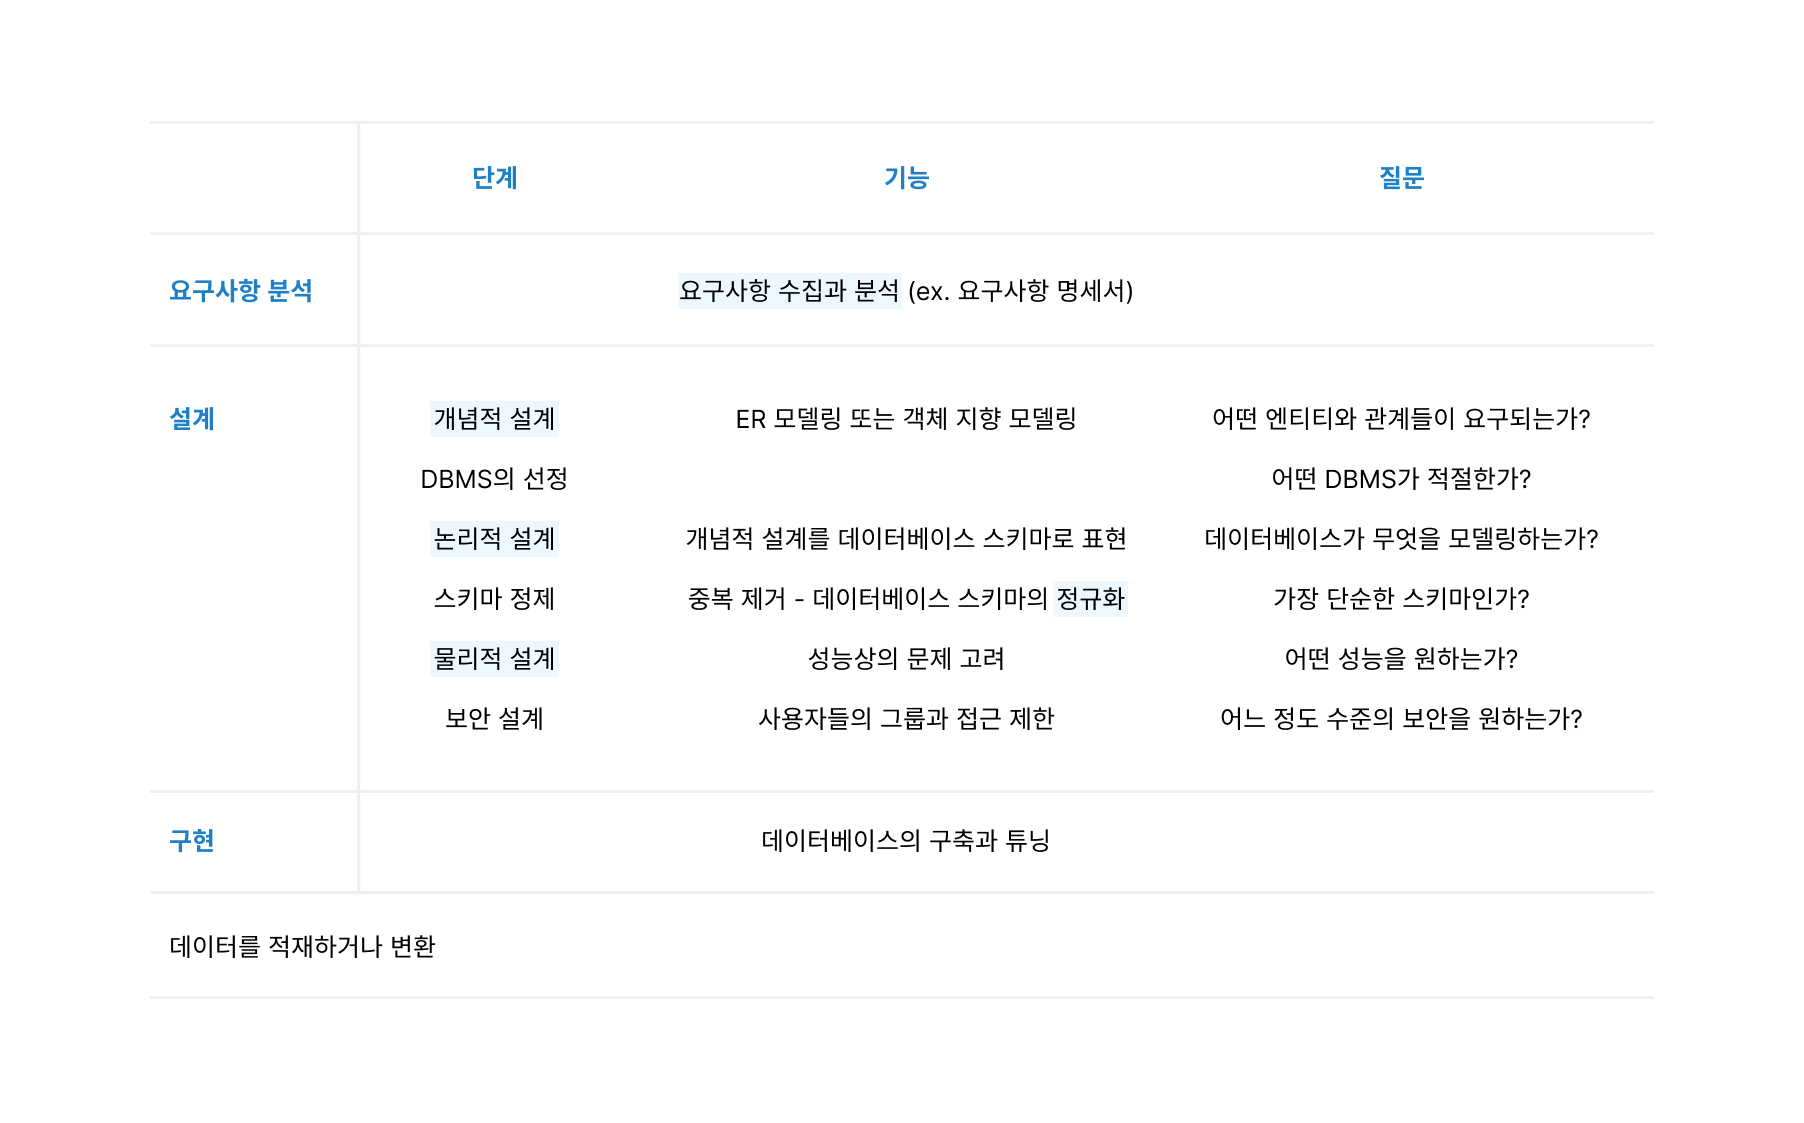 단계 기능 질문
요구사항 분석 요구사항 수집과 분석 (ex. 요구사항 명세서)
설계 개념적 설계 ER 모델링 또는 객체 지향 모델링 어떤 엔티티와 관계들이 요구되는가?
DBMS의 선정 어떤 DBMS가 적절한가?
논리적 설계 개념적 설계를 데이터베이스 스키마로 표현 데이터베이스가 무엇을 모델링하는가?
스키마 정제 중복 제거 - 데이터베이스 스키마의 정규화 가장 단순한 스키마인가?
물리적 설계 성능상의 문제 고려 어떤 성능을 원하는가?
보안 설계 사용자들의 그룹과 접근 제한 어느 정도 수준의 보안을 원하는가?
구현 데이터베이스의 구축과 튜닝
데이터를 적재하거나 변환